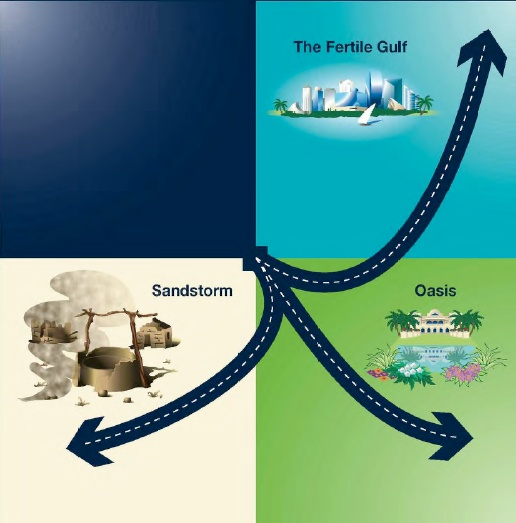 The Fertile Gulf
Sandstorm
Oasis